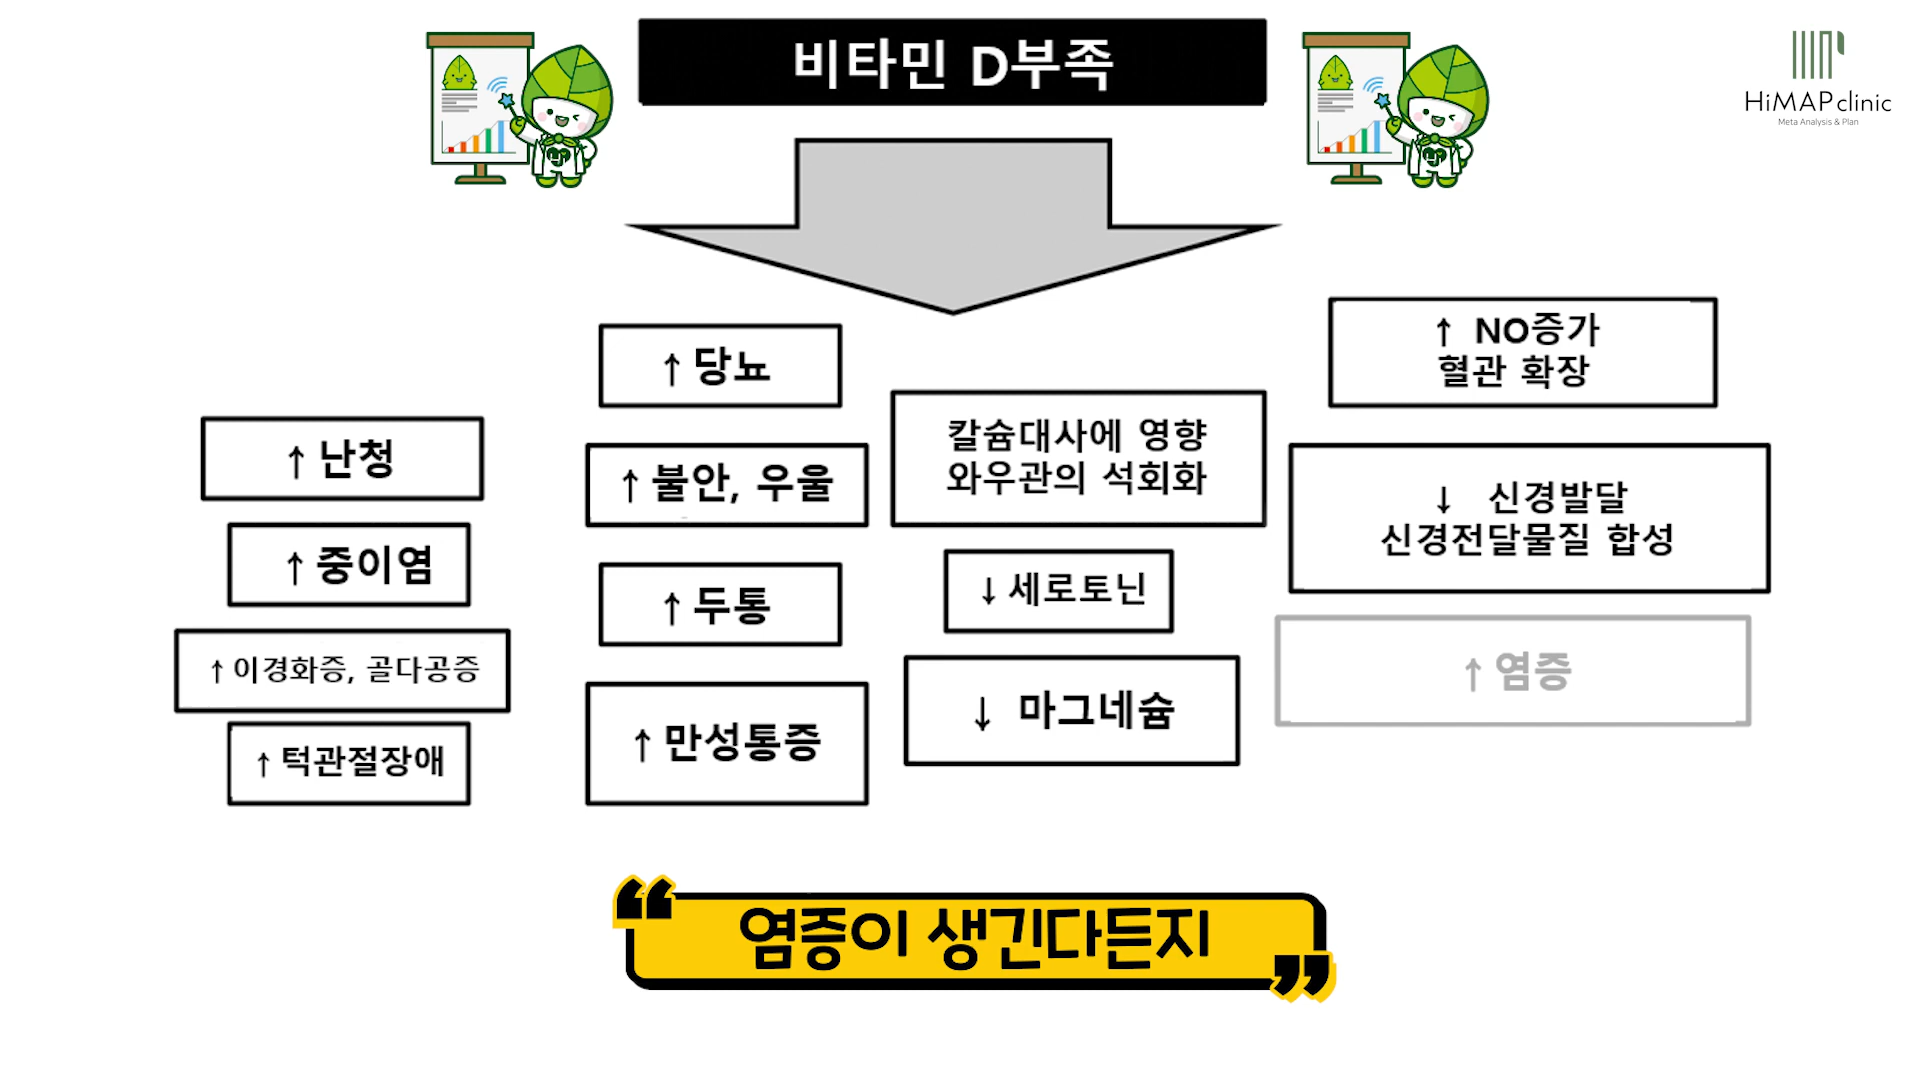 비타민 D부족
HiMAP clinic
Meta Analysis & Plan
↑ 난청
↑ 중이염
↑ 이경화증, 골다공증
↑ 턱관절장애
↑ 당뇨
↑ 불안, 우울
↑ 두통
↑ 만성통증
칼슘대사에 영향
와우관의 석회화
↓ 세로토닌
↓ 마그네슘
↑ NO증가
혈관 확장
↓ 신경발달
신경전달물질 합성
↑ 염증
“염증이 생긴다든지”